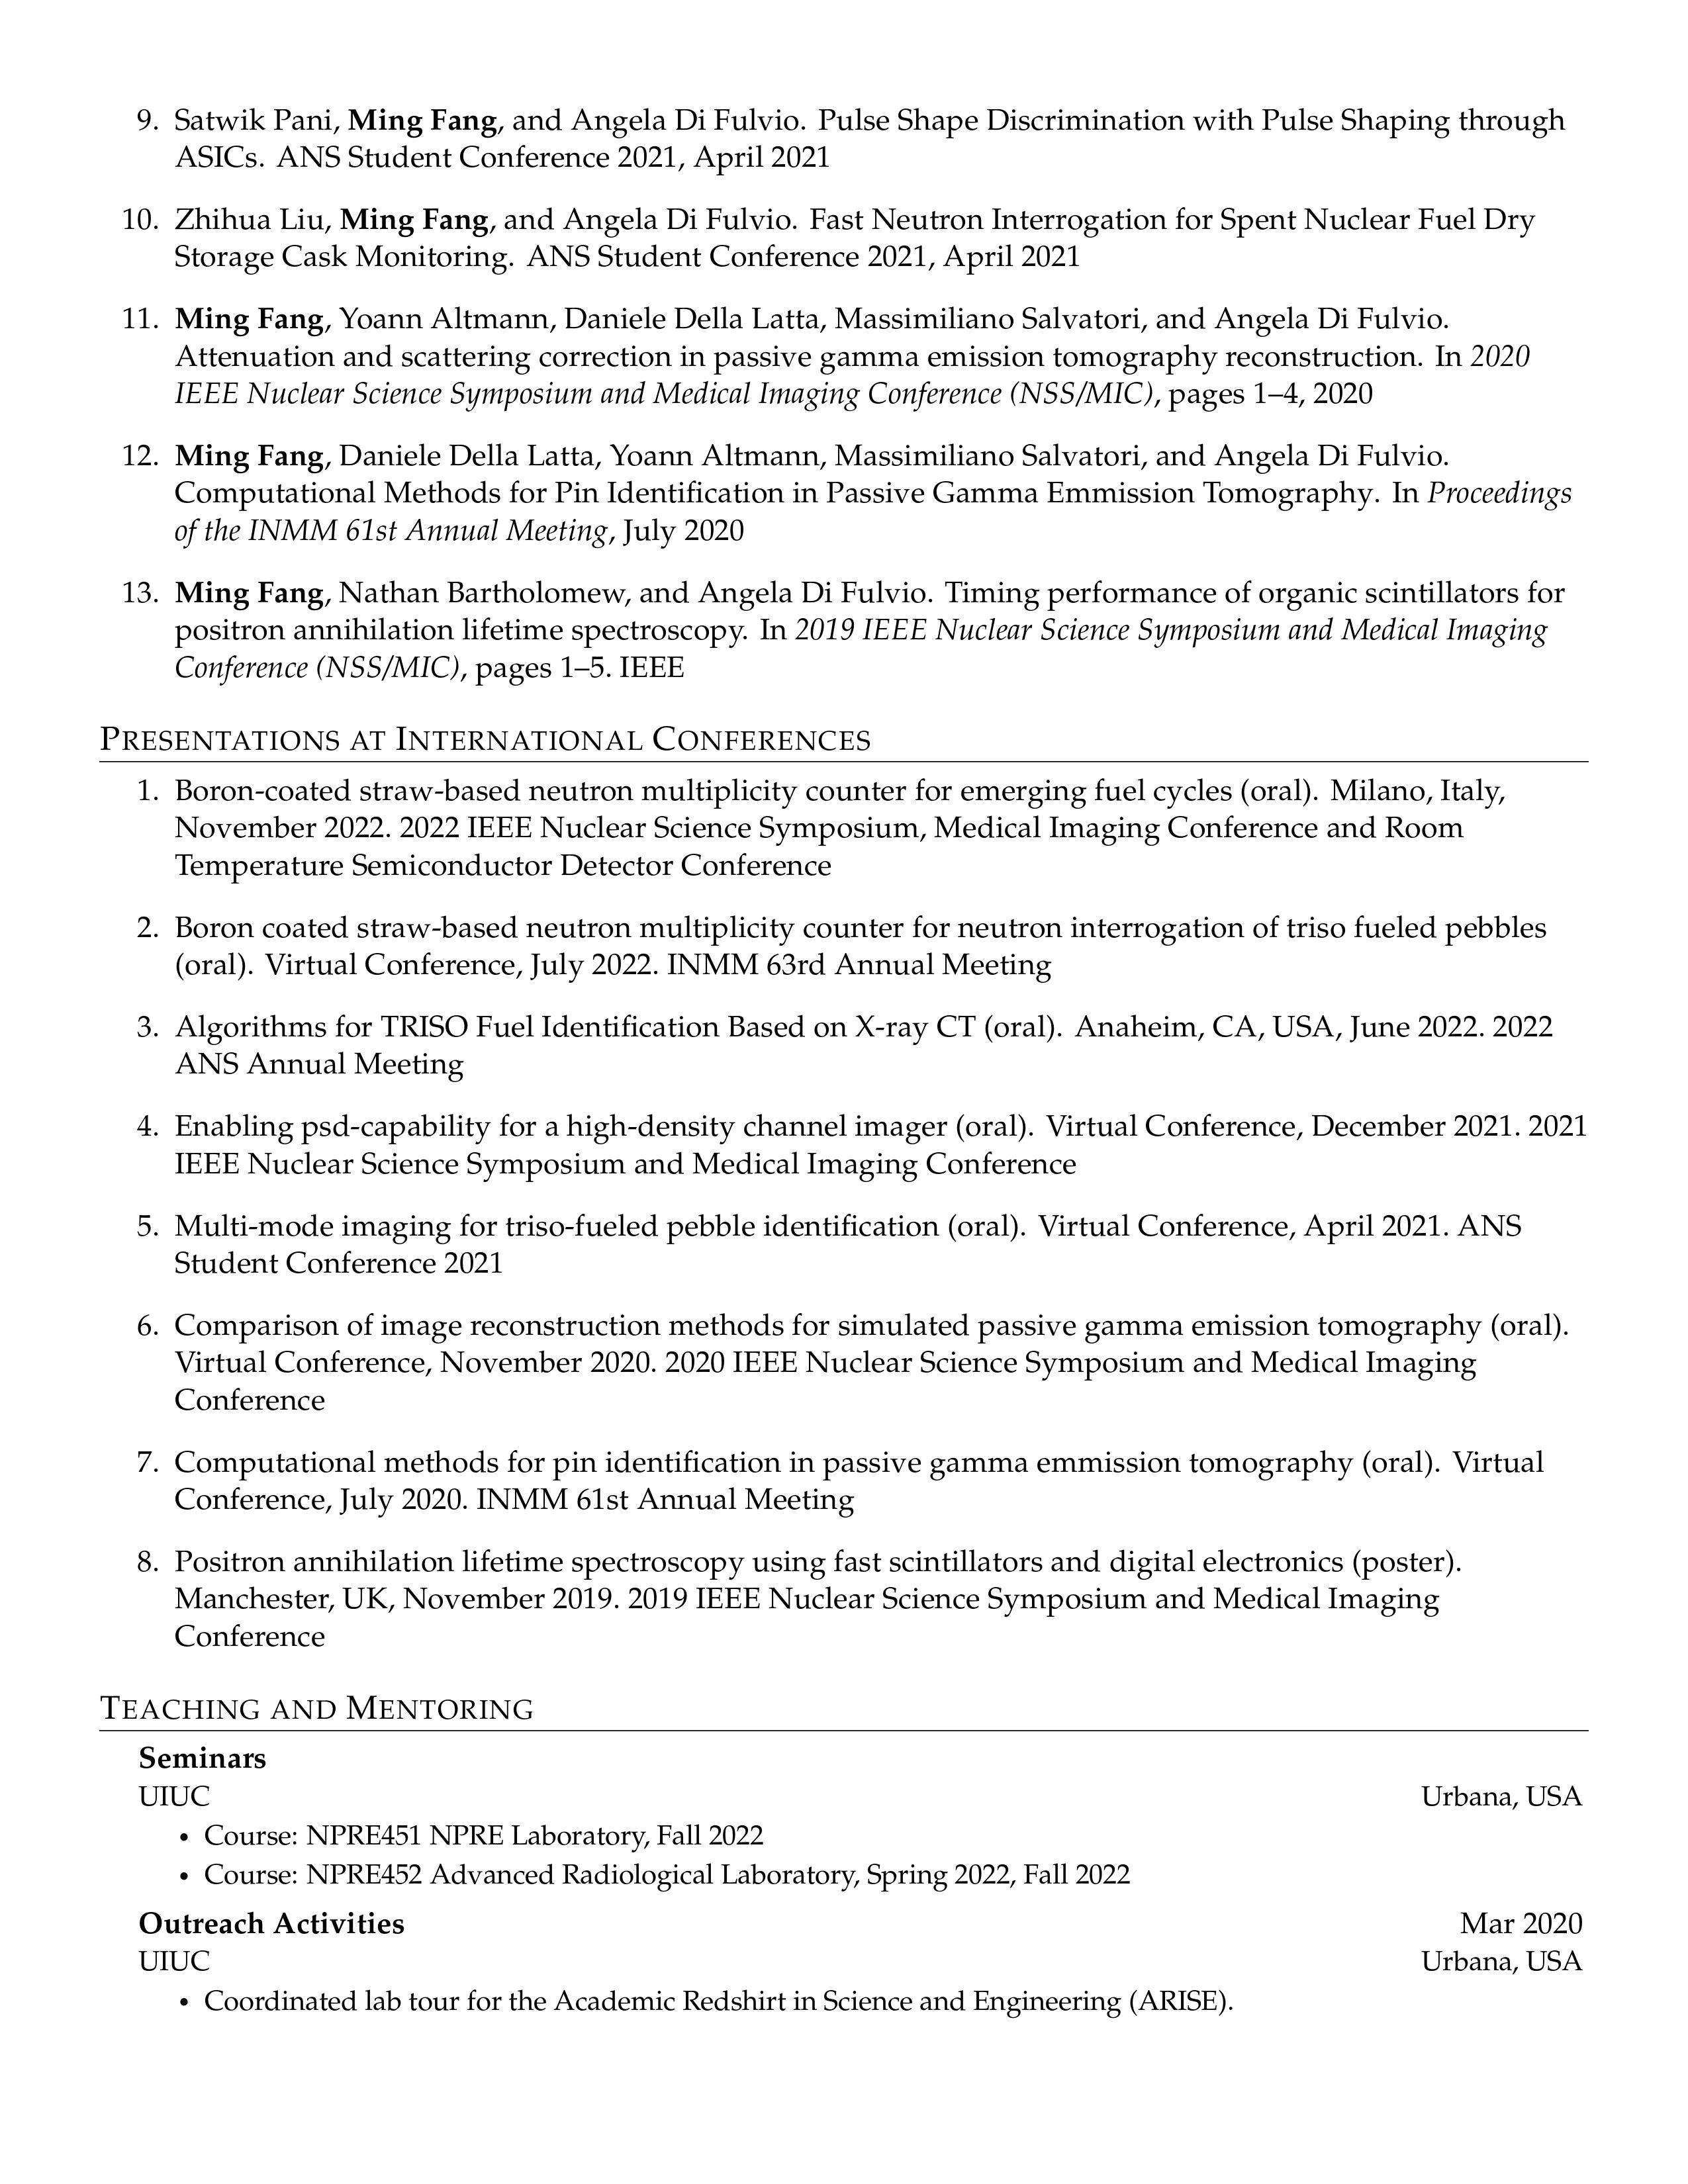 9. Satwik Pani, Ming Fang, and Angela Di Fulvio. Pulse Shape Discrimination with Pulse Shaping through
ASICs. ANS Student Conference 2021, April 2021
10. Zhihua Liu, Ming Fang, and Angela Di Fulvio. Fast Neutron Interrogation for Spent Nuclear Fuel Dry
Storage Cask Monitoring. ANS Student Conference 2021, April 2021
11. Ming Fang, Yoann Altmann, Daniele Della Latta, Massimiliano Salvatori, and Angela Di Fulvio.
Attenuation and scattering correction in passive gamma emission tomography reconstruction. In 2020
IEEE Nuclear Science Symposium and Medical Imaging Conference (NSS/MIC), pages 1–4, 2020
12. Ming Fang, Daniele Della Latta, Yoann Altmann, Massimiliano Salvatori, and Angela Di Fulvio.
Computational Methods for Pin Identification in Passive Gamma Emmission Tomography. In Proceedings
of the INMM 61st Annual Meeting, July 2020
13. Ming Fang, Nathan Bartholomew, and Angela Di Fulvio. Timing performance of organic scintillators for
positron annihilation lifetime spectroscopy. In 2019 IEEE Nuclear Science Symposium and Medical Imaging
Conference (NSS/MIC), pages 1–5. IEEE
PRESENTATIONS AT INTERNATIONAL CONFERENCES
1. Boron-coated straw-based neutron multiplicity counter for emerging fuel cycles (oral). Milano, Italy,
November 2022. 2022 IEEE Nuclear Science Symposium, Medical Imaging Conference and Room
Temperature Semiconductor Detector Conference
2. Boron coated straw-based neutron multiplicity counter for neutron interrogation of triso fueled pebbles
(oral). Virtual Conference, July 2022. INMM 63rd Annual Meeting
3. Algorithms for TRISO Fuel Identification Based on X-ray CT (oral). Anaheim, CA, USA, June 2022. 2022
ANS Annual Meeting
4. Enabling psd-capability for a high-density channel imager (oral). Virtual Conference, December 2021. 2021
IEEE Nuclear Science Symposium and Medical Imaging Conference
5. Multi-mode imaging for triso-fueled pebble identification (oral). Virtual Conference, April 2021. ANS
Student Conference 2021
6. Comparison of image reconstruction methods for simulated passive gamma emission tomography (oral).
Virtual Conference, November 2020. 2020 IEEE Nuclear Science Symposium and Medical Imaging
Conference
7. Computational methods for pin identification in passive gamma emmission tomography (oral). Virtual
Conference, July 2020. INMM 61st Annual Meeting
8. Positron annihilation lifetime spectroscopy using fast scintillators and digital electronics (poster).
Manchester, UK, November 2019. 2019 IEEE Nuclear Science Symposium and Medical Imaging
Conference
TEACHING AND MENTORING
Seminars
UIUC Urbana, USA
• Course: NPRE451 NPRE Laboratory, Fall 2022
• Course: NPRE452 Advanced Radiological Laboratory, Spring 2022, Fall 2022
Outreach Activities Mar 2020
UIUC Urbana, USA
• Coordinated lab tour for the Academic Redshirt in Science and Engineering (ARISE).